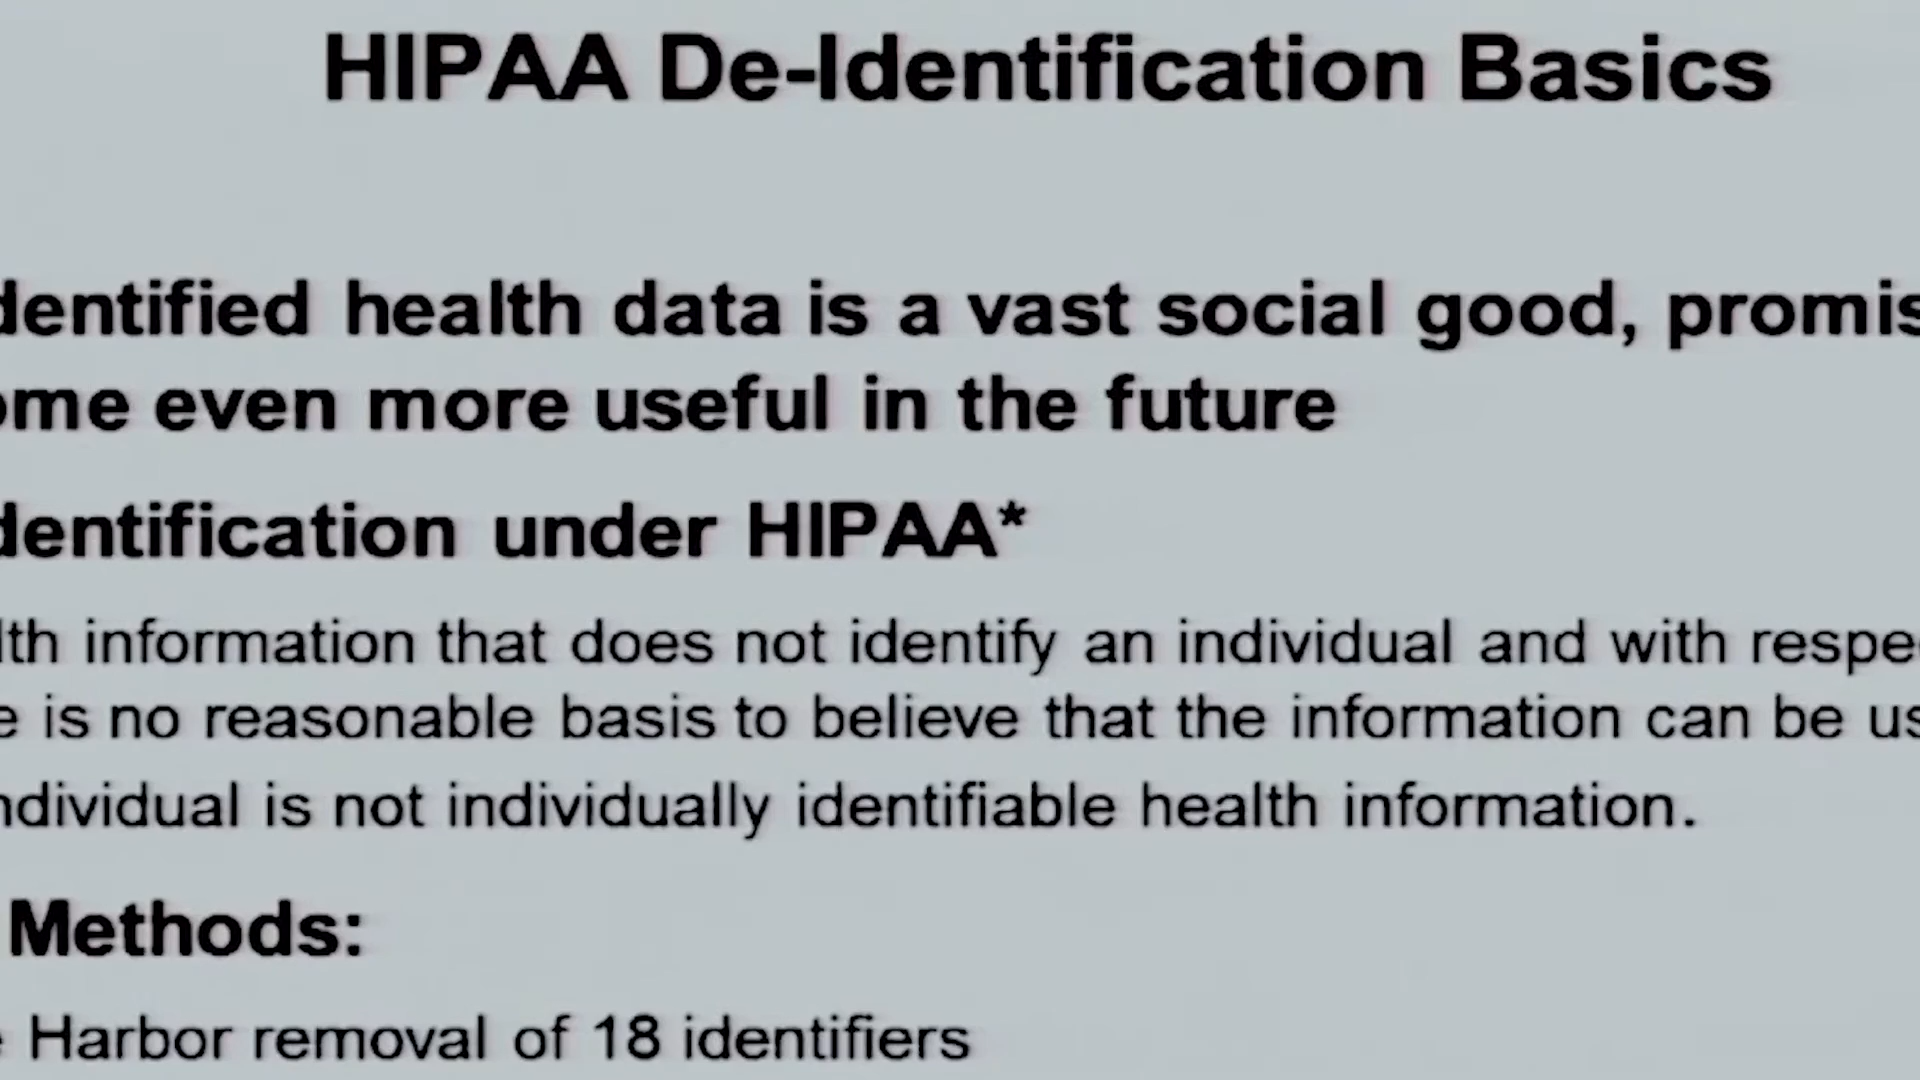 HIPAA De-Identification Basics
dentified health data is a vast social good, promis
ome even more useful in the future
dentification under HIPAA*
lth information that does not identify an individual and with respe
e is no reasonable basis to believe that the information can be us
ndividual is not individually identifiable health information.
Methods:
Harbor removal of 18 identifiers